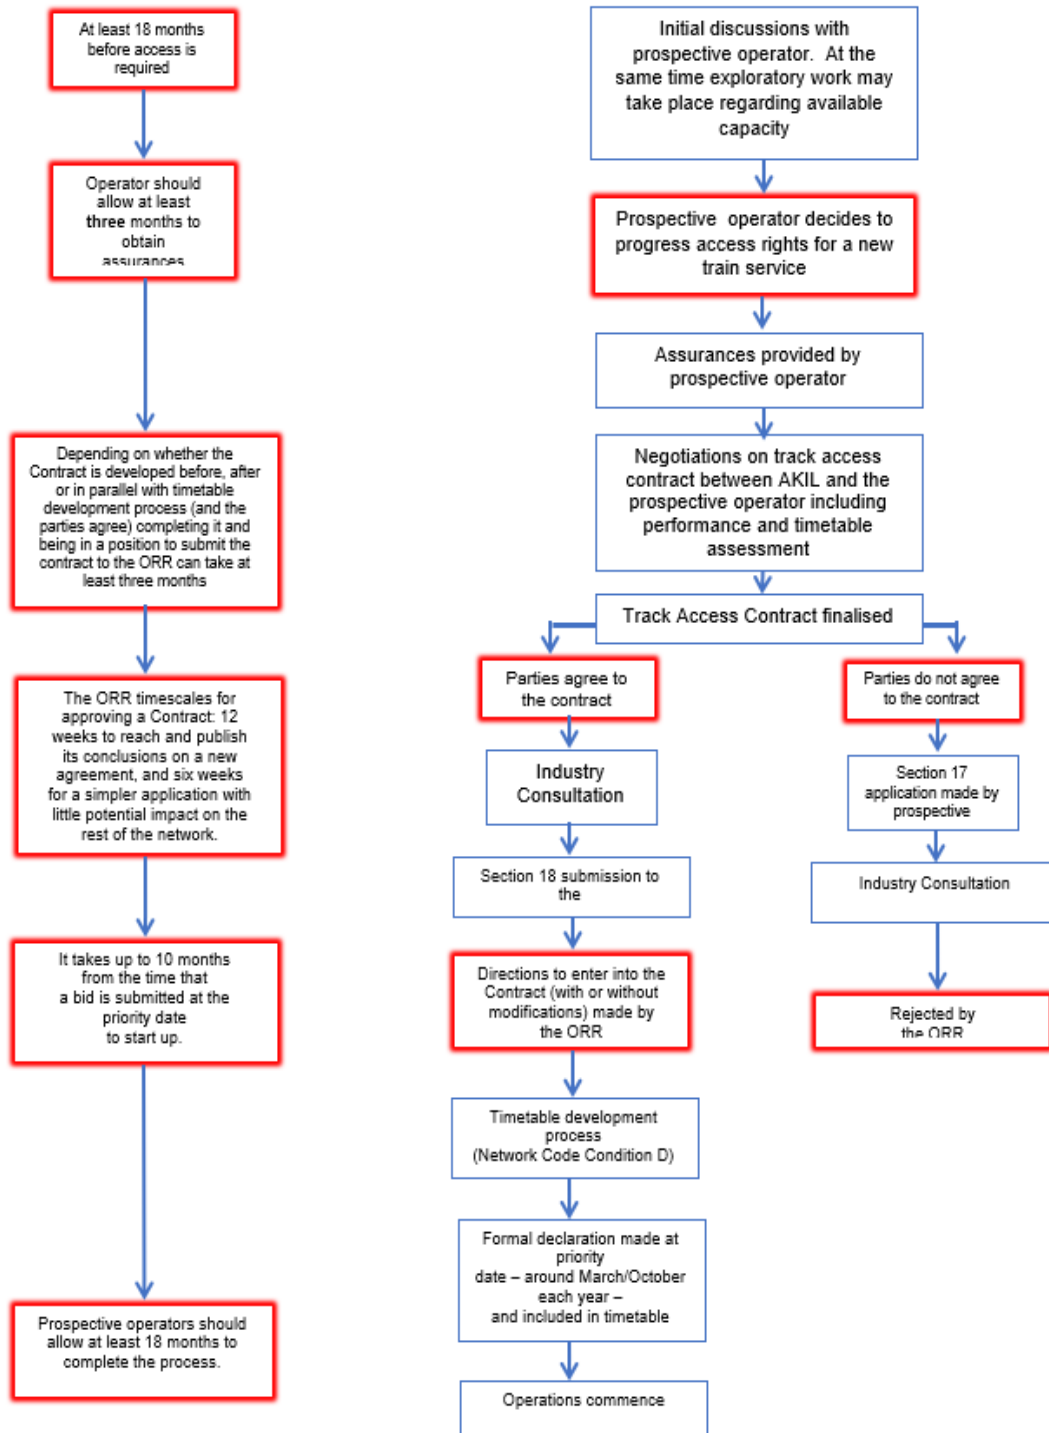 At least 18 months
before access is
required
Operator should
allow at least
three months to
obtain
assurances
Depending on whether the
Contract is developed before, after
or in parallel with timetable
development process (and the
parties agree) completing it and
being in a position to submit the
contract to the ORR can take at
least three months
The ORR timescales for
approving a Contract: 12
weeks to reach and publish
its conclusions on a new
agreement, and six weeks
for a simpler application with
little potential impact on the
rest of the network.
It takes up to 10 months
from the time that
a bid is submitted at the
priority date
to start up.
Prospective operators should
allow at least 18 months to
complete the process.
Initial discussions with
prospective operator. At the
same time exploratory work may
take place regarding available
capacity
Prospective operator decides to
progress access rights for a new
train service
Assurances provided by
prospective operator
Negotiations on track access
contract between AKIL and the
prospective operator including
performance and timetable
assessment
Track Access Contract finalised
Parties agree to
the contract
Industry
Consultation
Section 18 submission to
the
Directions to enter into the
Contract (with or without
modifications) made by
the ORR
Timetable development
process
(Network Code Condition D)
Formal declaration made at
priority
date – around March/October
each year –
and included in timetable
Operations commence
Parties do not agree
to the contract
Section 17
application made by
prospective
Industry Consultation
Rejected by
the ORR